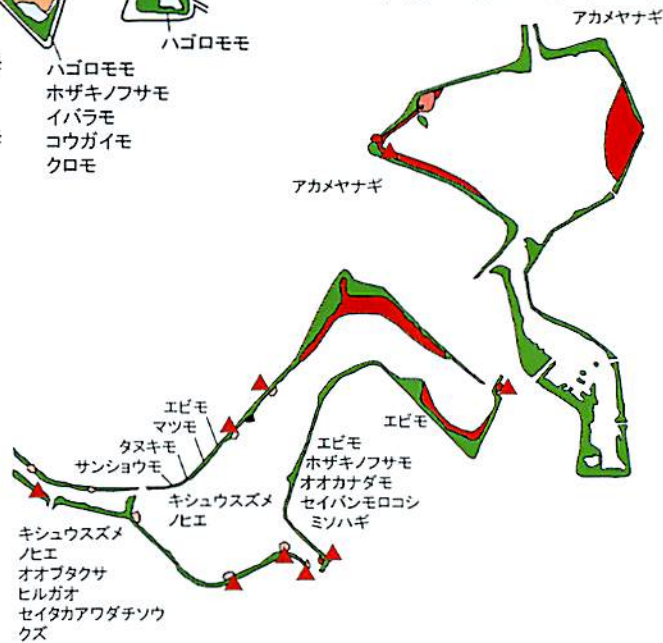 アカメヤナギ
ハゴロモモ
ハゴロモモ
ホザキノフサモ
イバラモ
コウガイモ
クロモ
アカメヤナギ
エビモ
マツモ
タヌキモ
サンショウモ
キシュウスズメ
ノヒエ
エビモ
エビモ
ホザキノフサモ
オオカナダモ
セイバンモロコシ
ミソハギ
キシュウスズメ
ノヒエ
オオブタクサ
ヒルガオ
セイタカアワダチソウ
クズ